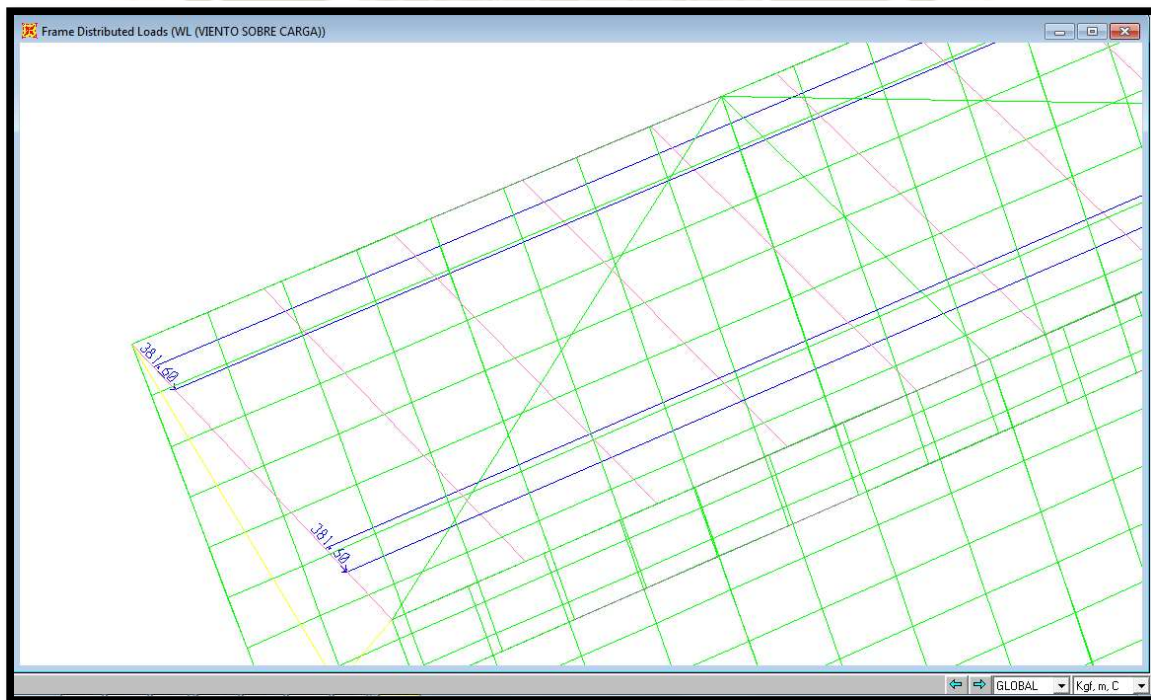 Frame Distributed Loads (WL (VIENTO SOBRE CARGA))
381.60
381.60
GLOBAL
Kgf, m, C